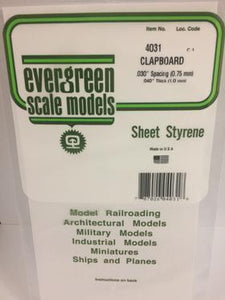 Item No. Loc. Code
4031
CLAPBOARD
.030" Spacing (0.75 mm)
.040" Thick (1.0 mm)
evergreen
scale models
Sheet Styrene
Made in U.S.A
Model Railroading
Architectural Models
Military Models
Industrial Models
Miniatures
Ships and Planes
Instructions on back